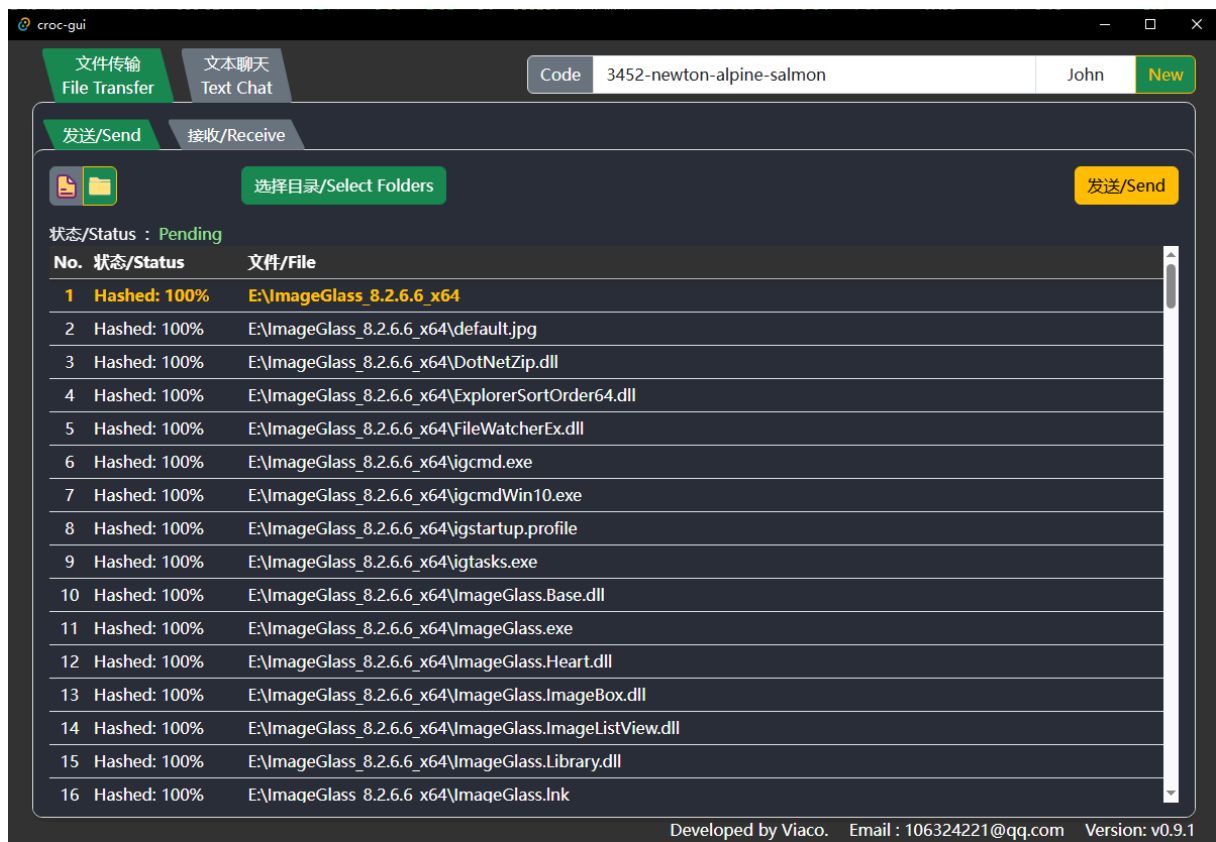 croc-gui
文件传输
File Transfer
文本聊天
Text Chat
Code 3452-newton-alpine-salmon John New
发送/Send 接收/Receive
选择目录/Select Folders 发送/Send
状态/Status : Pending
No. 状态/Status 文件/File
1 Hashed: 100% E:\ImageGlass_8.2.6.6_x64
2 Hashed: 100% E:\ImageGlass_8.2.6.6_x64\default.jpg
3 Hashed: 100% E:\ImageGlass_8.2.6.6_x64\DotNetZip.dll
4 Hashed: 100% E:\ImageGlass_8.2.6.6_x64\ExplorerSortOrder64.dll
5 Hashed: 100% E:\ImageGlass_8.2.6.6_x64\FileWatcherEx.dll
6 Hashed: 100% E:\ImageGlass_8.2.6.6_x64\igcmd.exe
7 Hashed: 100% E:\ImageGlass_8.2.6.6_x64\igcmdWin10.exe
8 Hashed: 100% E:\ImageGlass_8.2.6.6_x64\igstartup.profile
9 Hashed: 100% E:\ImageGlass_8.2.6.6_x64\igtasks.exe
10 Hashed: 100% E:\ImageGlass_8.2.6.6_x64\ImageGlass.Base.dll
11 Hashed: 100% E:\ImageGlass_8.2.6.6_x64\ImageGlass.exe
12 Hashed: 100% E:\ImageGlass_8.2.6.6_x64\ImageGlass.Heart.dll
13 Hashed: 100% E:\ImageGlass_8.2.6.6_x64\ImageGlass.ImageBox.dll
14 Hashed: 100% E:\ImageGlass_8.2.6.6_x64\ImageGlass.ImageListView.dll
15 Hashed: 100% E:\ImageGlass_8.2.6.6_x64\ImageGlass.Library.dll
16 Hashed: 100% E:\ImageGlass_8.2.6.6_x64\ImageGlass.lnk
Developed by Viaco. Email : 106324221@qq.com Version: v0.9.1